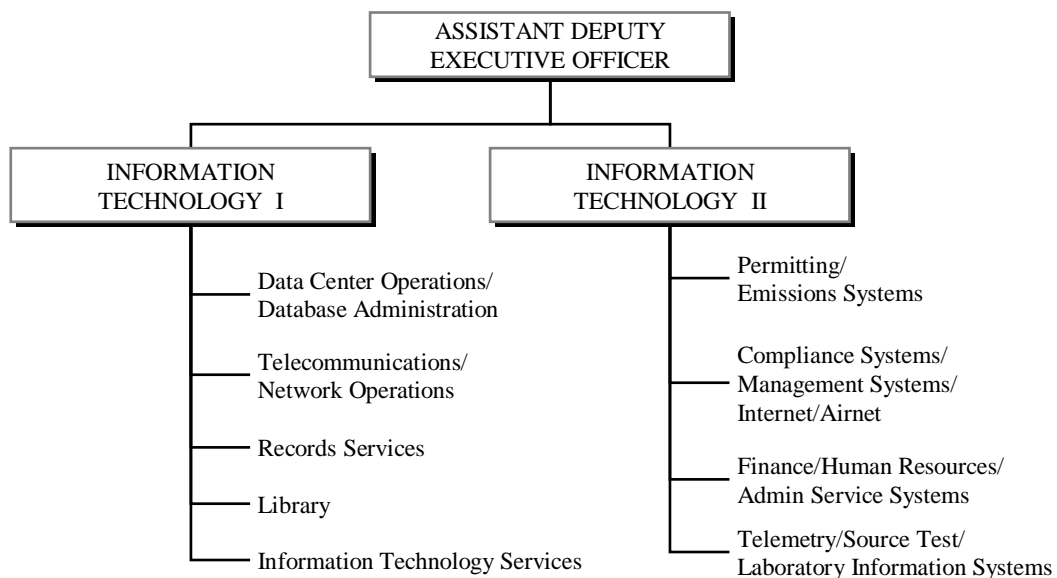 ASSISTANT DEPUTY
EXECUTIVE OFFICER
INFORMATION
TECHNOLOGY I
Data Center Operations/
Database Administration
Telecommunications/
Network Operations
Records Services
Library
Information Technology Services
INFORMATION
TECHNOLOGY II
Permitting/
Emissions Systems
Compliance Systems/
Management Systems/
Internet/Airnet
Finance/Human Resources/
Admin Service Systems
Telemetry/Source Test/
Laboratory Information Systems